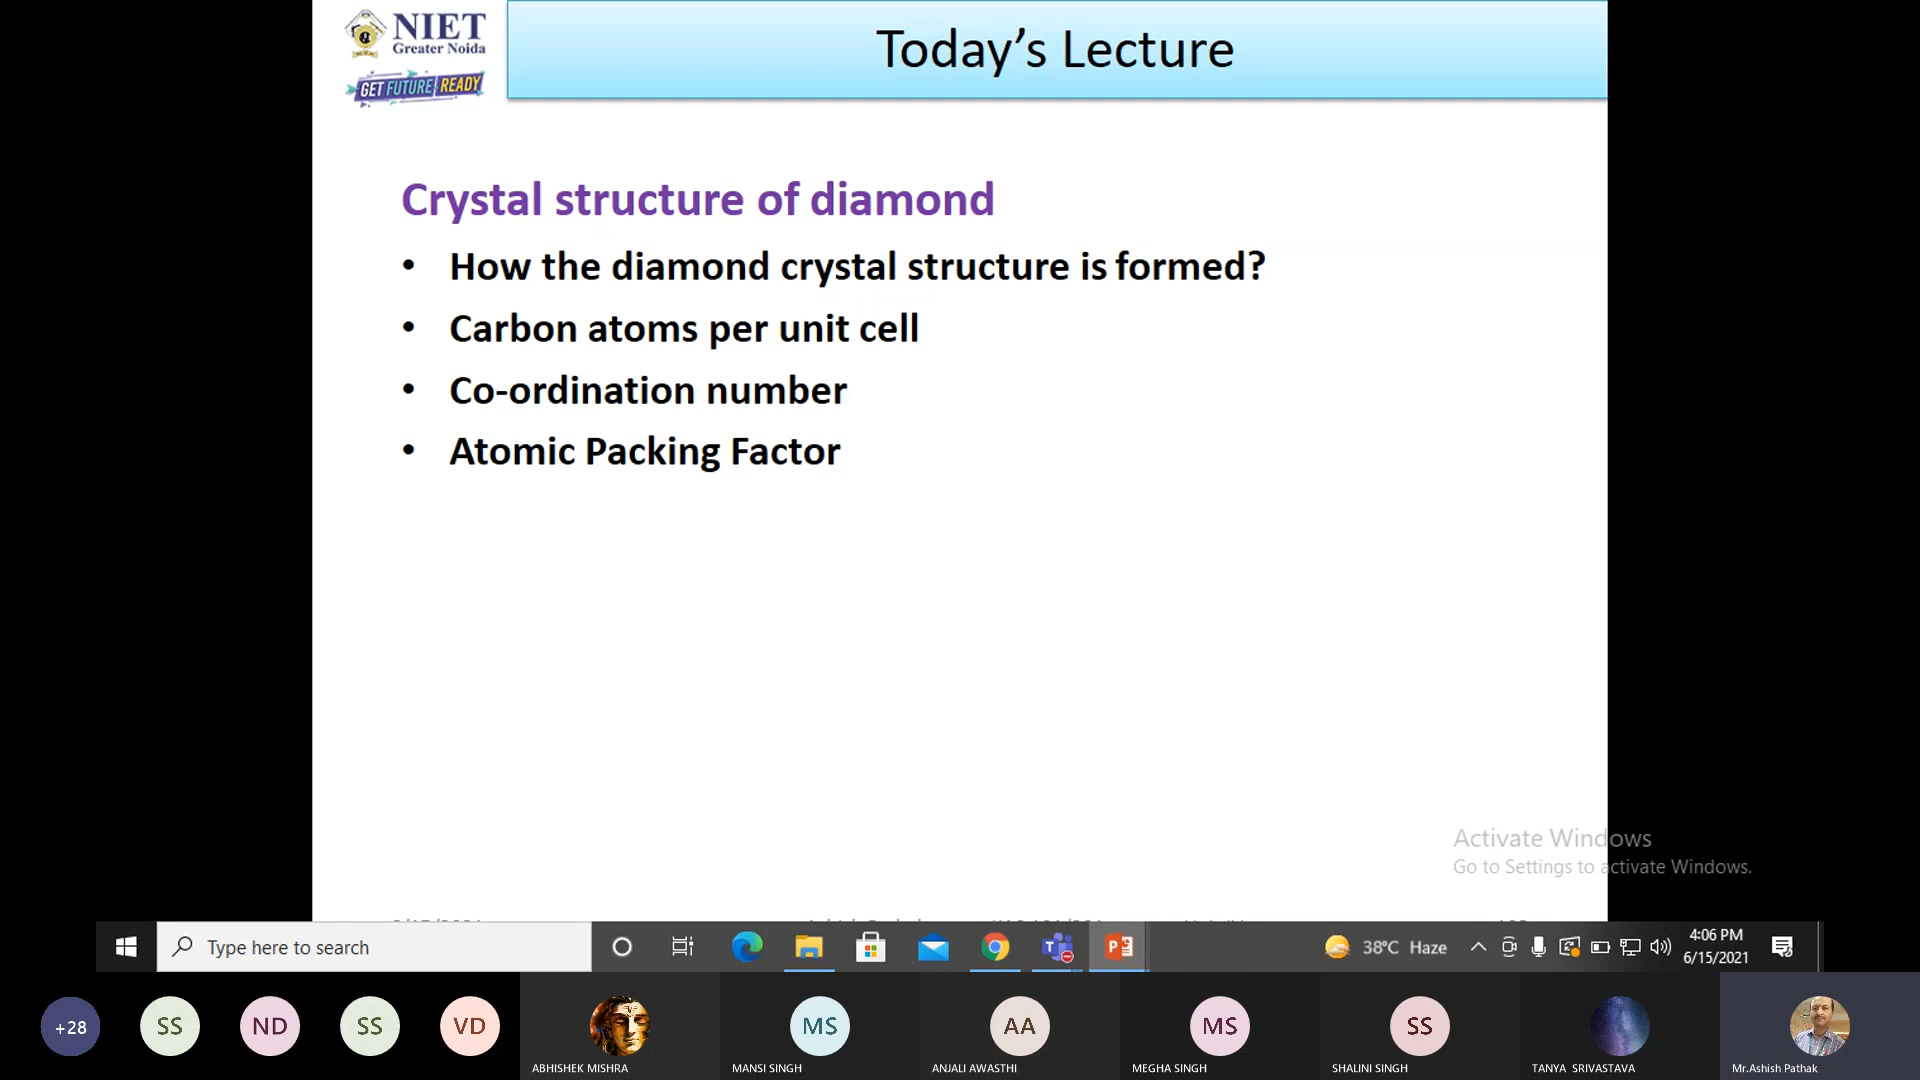 NIET
Greater Noida
GET FUTURE READY
Today's Lecture
Crystal structure of diamond
• How the diamond crystal structure is formed?
• Carbon atoms per unit cell
• Co-ordination number
• Atomic Packing Factor
Activate Windows
Go to Settings to activate Windows.
Type here to search
38°C Haze
4:06 PM
6/15/2021
+28
SS
ND
SS
VD
MS
AA
MS
SS
ABHISHEK MISHRA
MANSI SINGH
ANJALI AWASTHI
MEGHA SINGH
SHALINI SINGH
TANYA SRIVASTAVA
Mr.Ashish Pathak